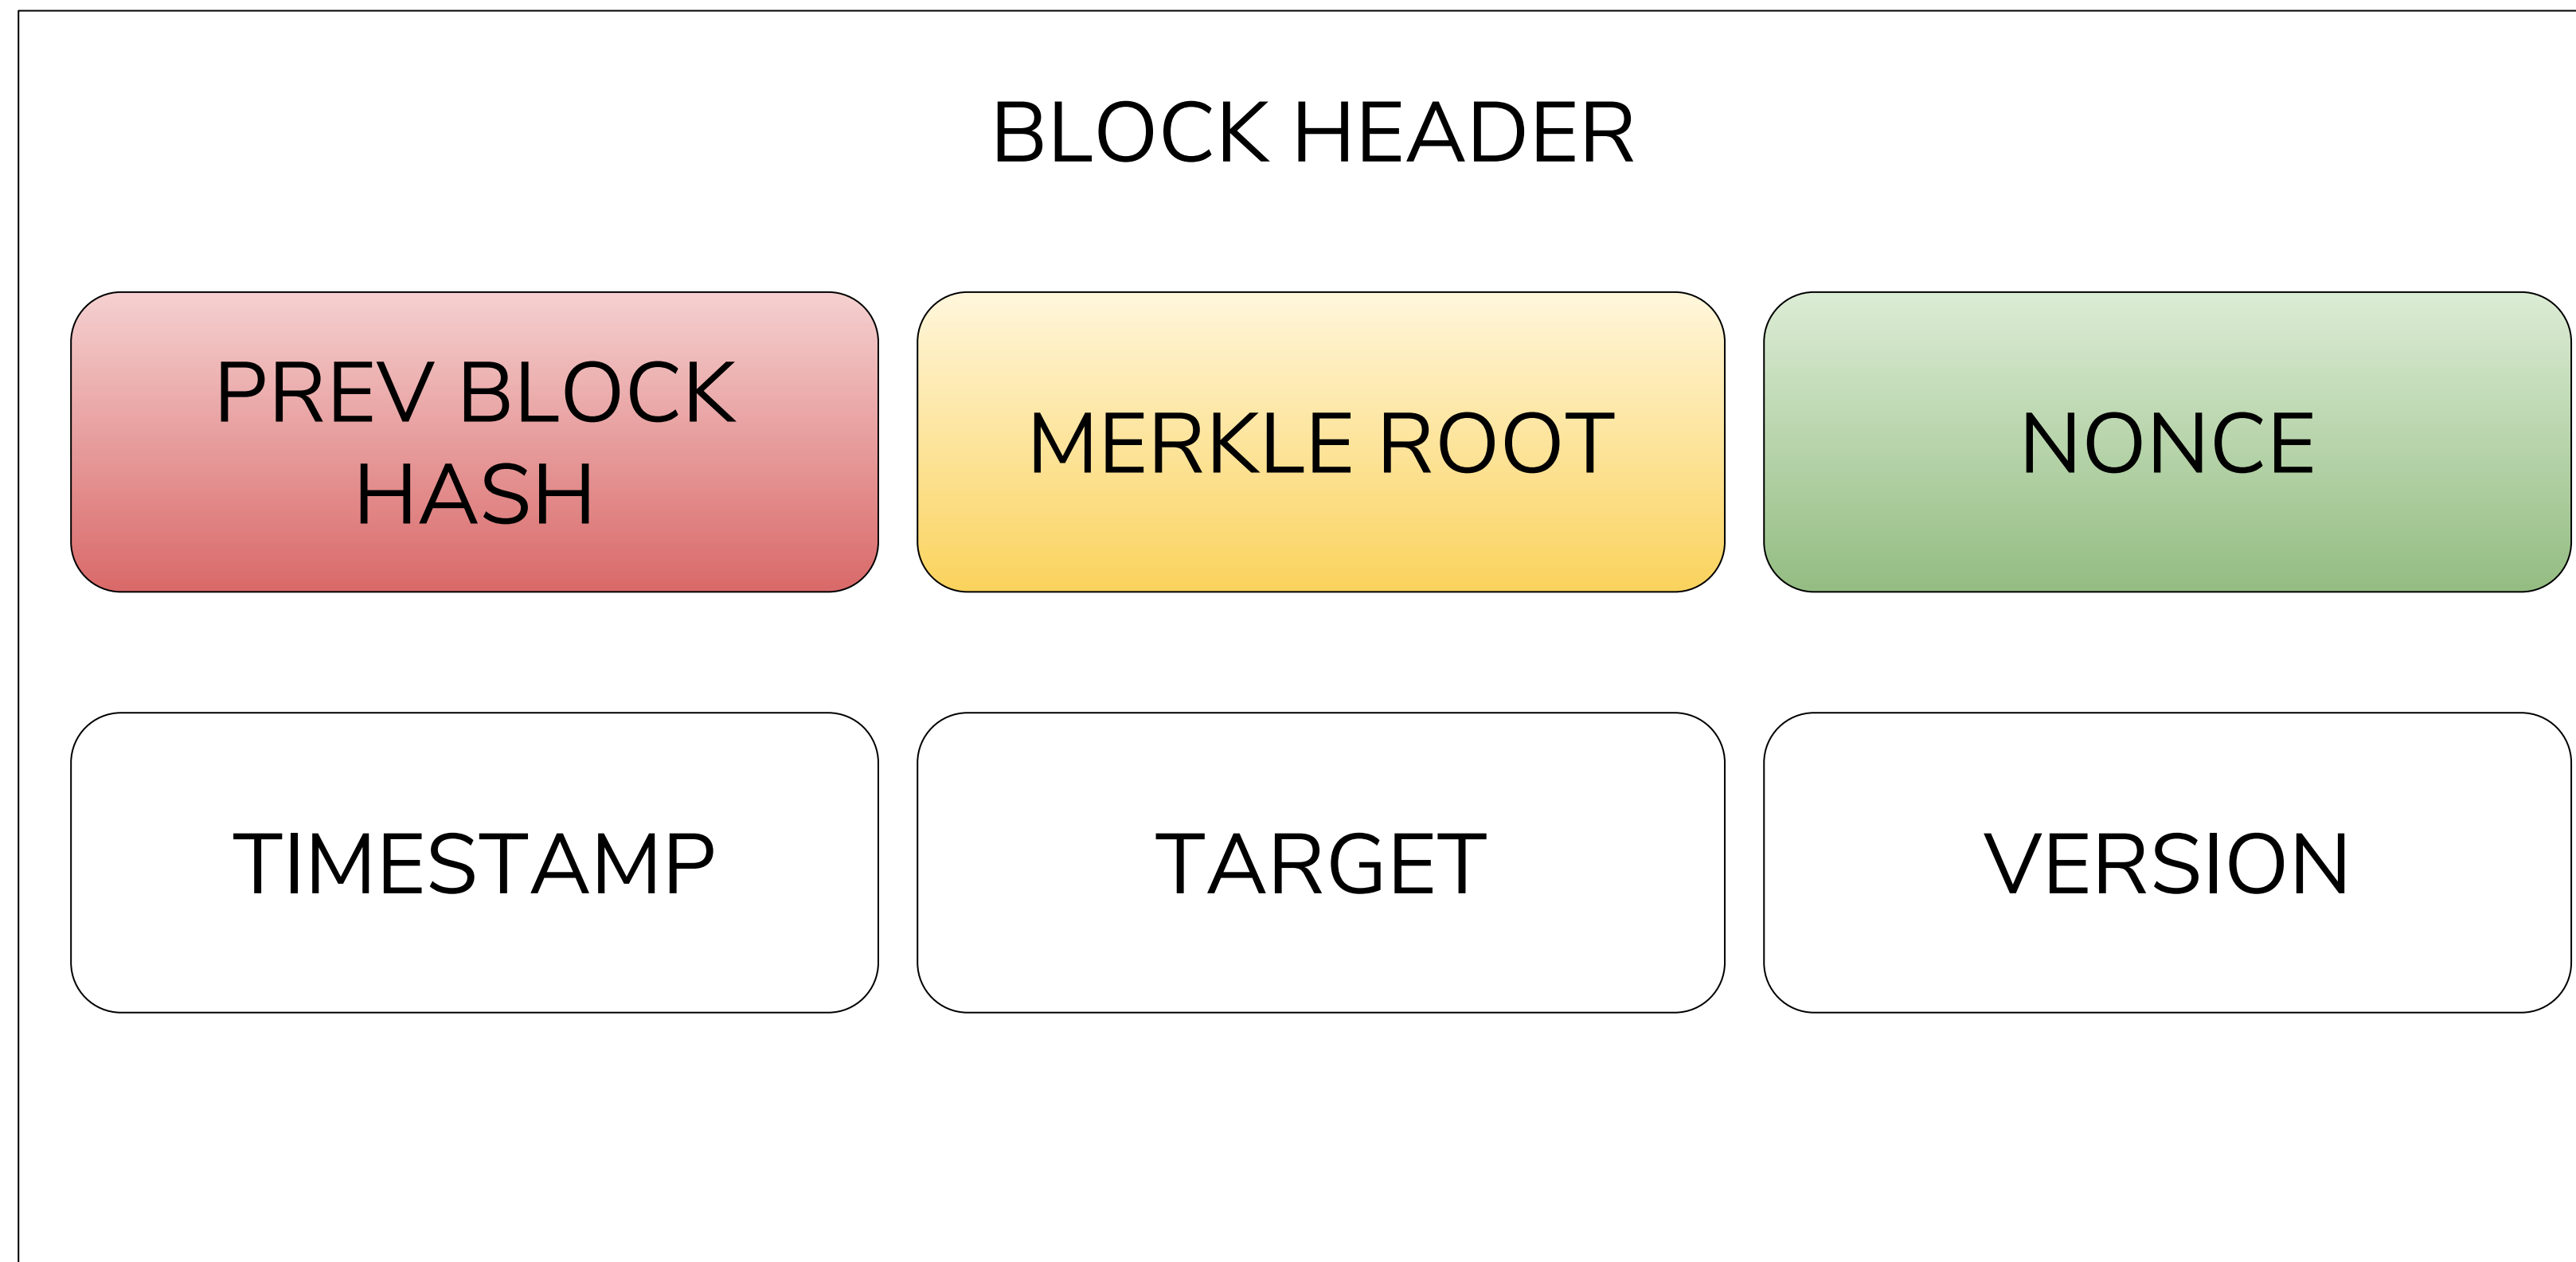 BLOCK HEADER
PREV BLOCK
HASH
MERKLE ROOT
NONCE
TIMESTAMP
TARGET
VERSION